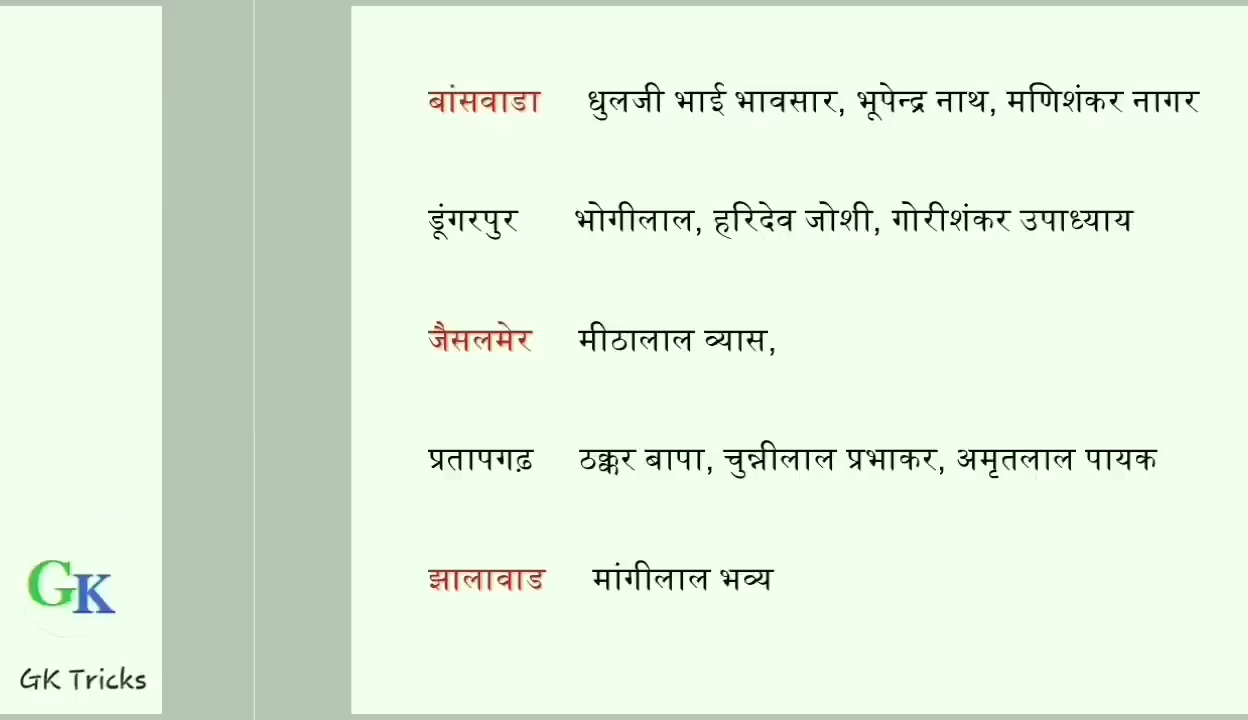 बांसवाडा धुलजी भाई भावसार, भूपेन्द्र नाथ, मणिशंकर नागर
डूंगरपुर भोगीलाल, हरिदेव जोशी, गोरीशंकर उपाध्याय
जैसलमेर मीठालाल व्यास,
प्रतापगढ़ ठक्कर बापा, चुन्नीलाल प्रभाकर, अमृतलाल पायक
झालावाड मांगीलाल भव्य
GK
GK Tricks